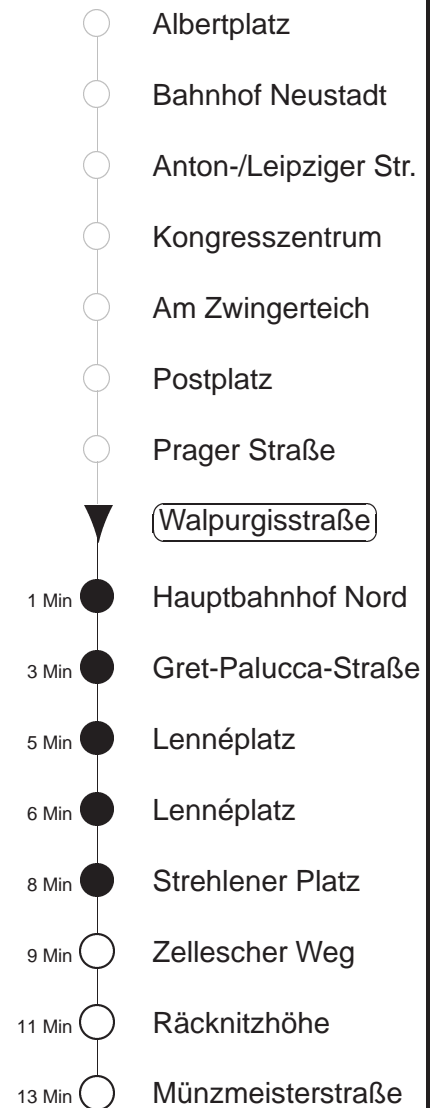 Albertplatz
Bahnhof Neustadt
Anton-/Leipziger Str.
Kongresszentrum
Am Zwingerteich
Postplatz
Prager Straße
Walpurgisstraße
1 Min Hauptbahnhof Nord
3 Min Gret-Palucca-Straße
5 Min Lennéplatz
6 Min Lennéplatz
8 Min Strehlener Platz
9 Min Zellescher Weg
11 Min Räcknitzhöhe
13 Min Münzmeisterstraße